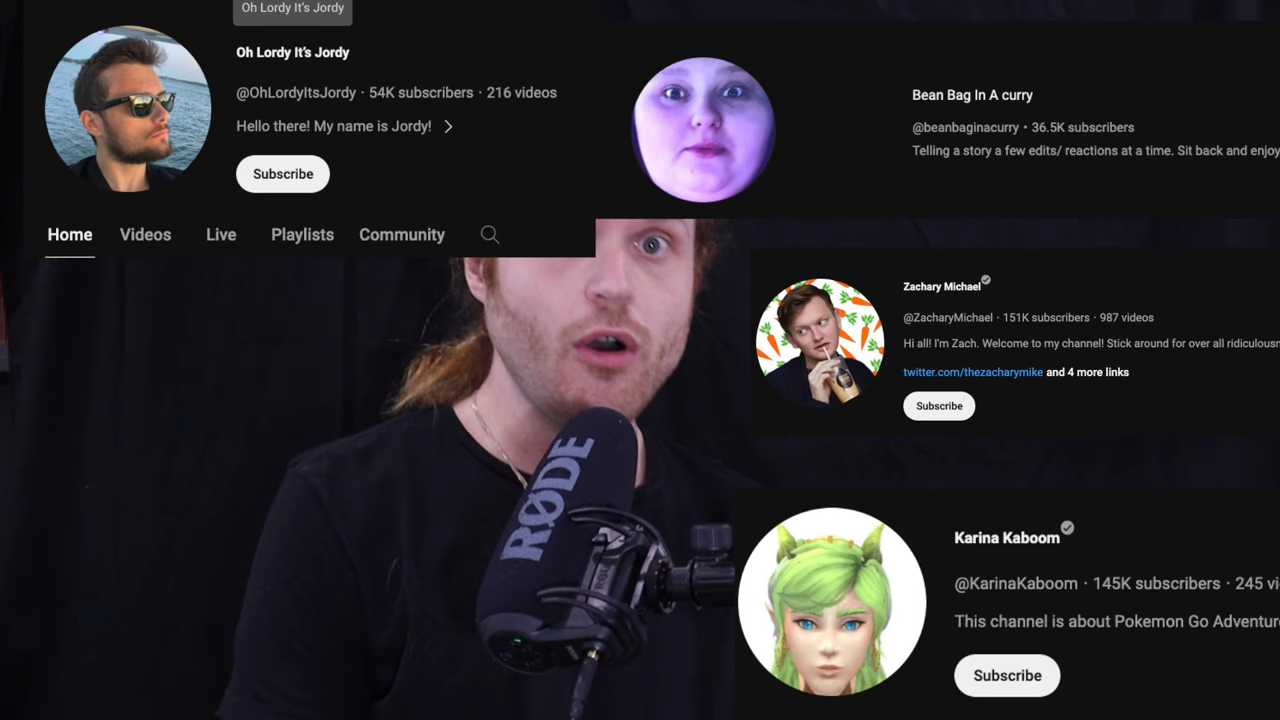 Oh Lordy It's Jordy
Oh Lordy It's Jordy
@OhLordyItsJordy · 54K subscribers · 216 videos
Hello there! My name is Jordy!
Subscribe
Home Videos Live Playlists Community
Bean Bag In A curry
@beanbaginacurry • 36.5K subscribers
Telling a story a few edits/ reactions at a time. Sit back and enjoy
Zachary Michael
@ZacharyMichael · 151K subscribers · 987 videos
Hi all! I'm Zach. Welcome to my channel! Stick around for over all ridiculousn
twitter.com/thezacharymike and 4 more links
Subscribe
RØDE
Karina Kaboom
@KarinaKaboom · 145K subscribers · 245 vi
This channel is about Pokemon Go Adventur
Subscribe